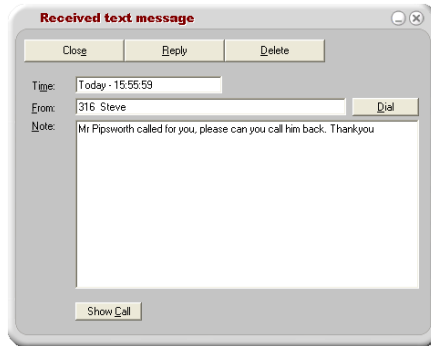 Received text message
Close Reply Delete
Time: Today - 15:55:59
From: 316 Steve Dial
Note: Mr Pipsworth called for you, please can you call him back. Thankyou
Show Call